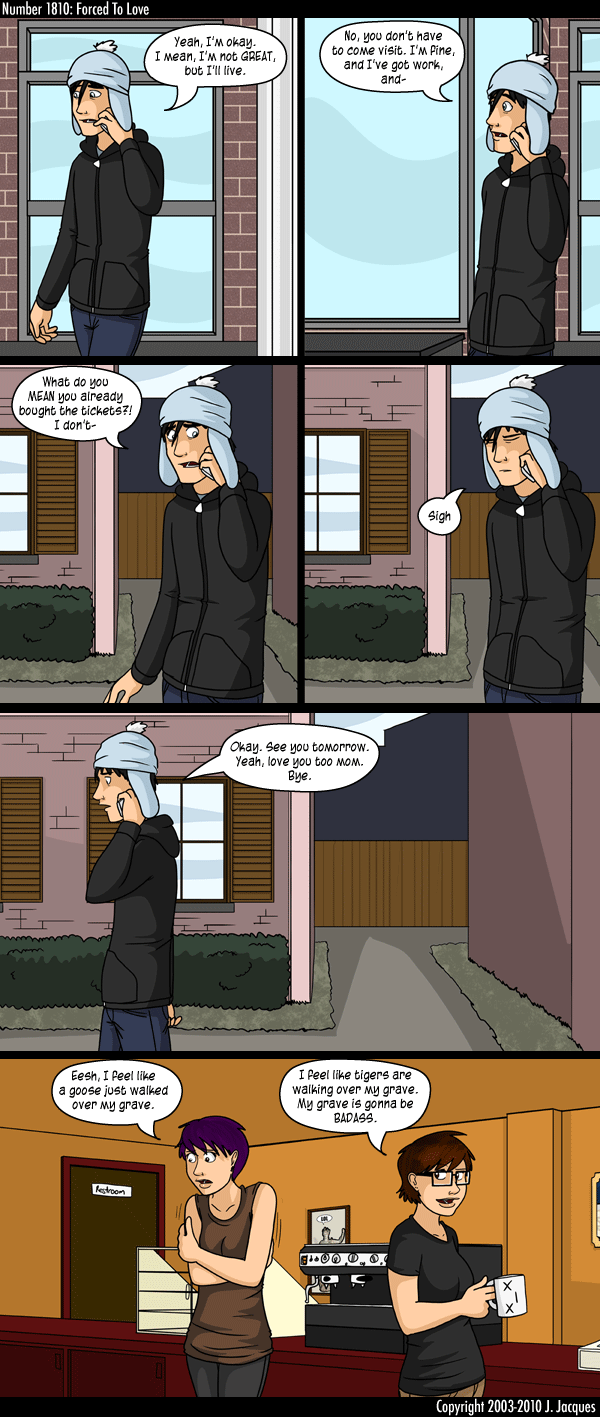 Number 1810: Forced To Love
Yeah, I'm okay.
I mean, I'm not GREAT,
but I'll live.
No, you don't have
to come visit. I'm fine,
and I've got work,
and-
What do you
MEAN you already
bought the tickets?!
I don't-
Sigh
Okay. See you tomorrow.
Yeah, love you too mom.
Bye.
Eesh, I feel like
a goose just walked
over my grave.
I feel like tigers are
walking over my grave.
My grave is gonna be
BADASS.
Restroom
LOL
X
I
X
Copyright 2003-2010 J. Jacques